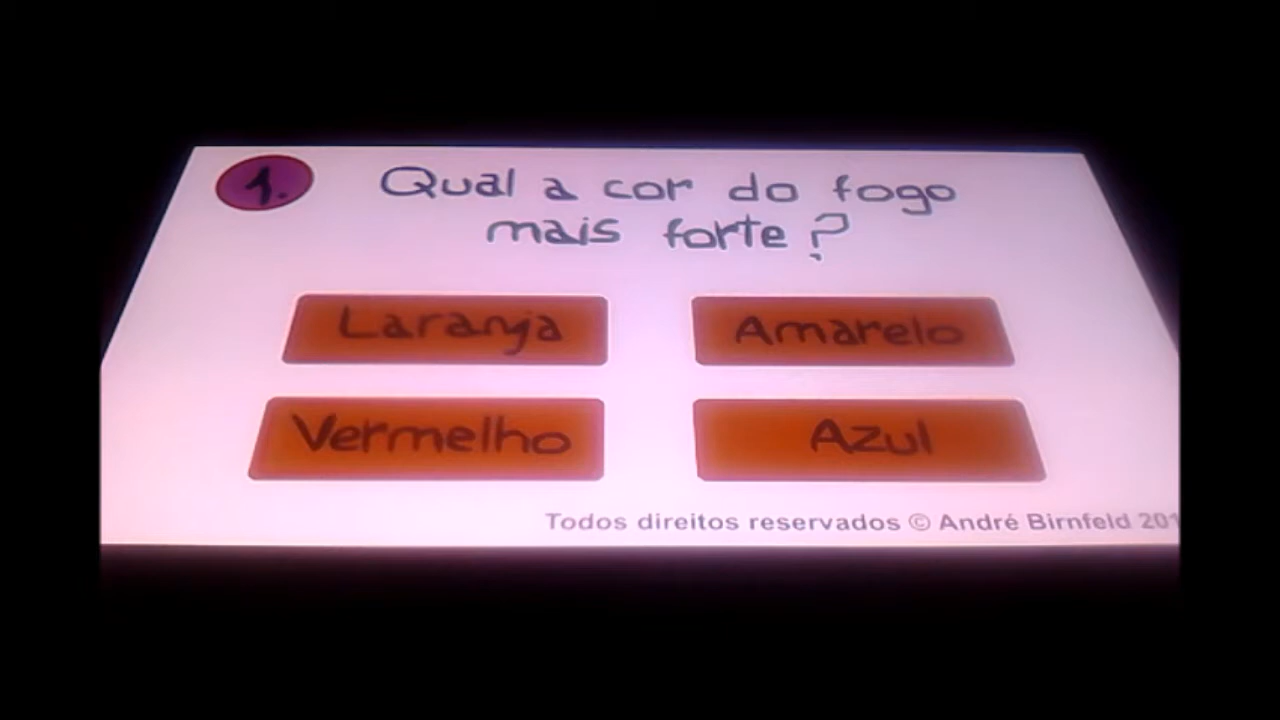 1.
Qual a cor do fogo
mais forte?
Laranja
Amarelo
Vermelho
Azul
Todos direitos reservados © André Birnfeld